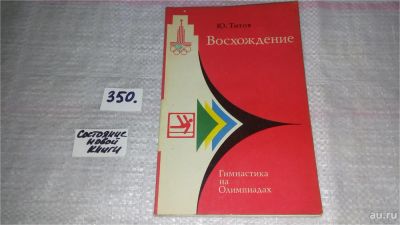 Ю. Титов
Восхождение
350.
Состояние
новой
книги
Гимнастика
на
Олимпиадах
au.ru